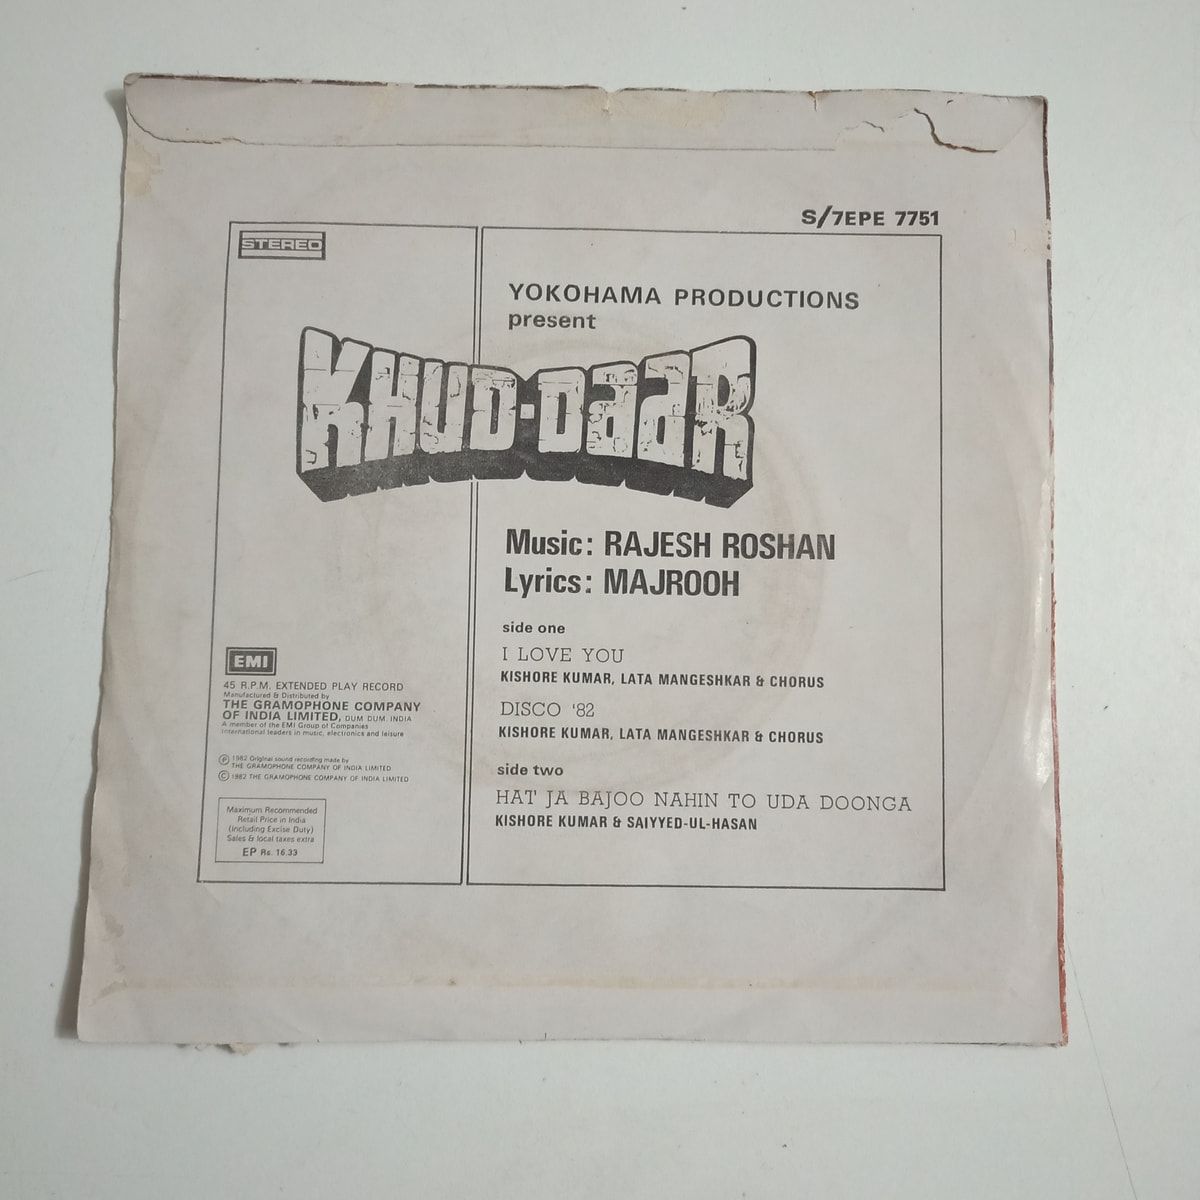 S/7EPE 7751
STEREO
YOKOHAMA PRODUCTIONS
present
KHUD-DAAR
Music: RAJESH ROSHAN
Lyrics: MAJROOH
side one
I LOVE YOU
KISHORE KUMAR, LATA MANGESHKAR & CHORUS
DISCO '82
KISHORE KUMAR, LATA MANGESHKAR & CHORUS
side two
HAT JA BAJOO NAHIN TO UDA DOONGA
KISHORE KUMAR & SAIYYED-UL-HASAN
EMI
45 R.P.M. EXTENDED PLAY RECORD
Manufactured & Distributed by
THE GRAMOPHONE COMPANY
OF INDIA LIMITED, DUM DUM, INDIA
A member of the EMI Group of Companies
International leaders in music, electronics and leisure
Ⓟ 1982 Original sound recording made by
THE GRAMOPHONE COMPANY OF INDIA LIMITED
© 1982 THE GRAMOPHONE COMPANY OF INDIA LIMITED
Maximum Recommended
Retail Price in India
(Including Excise Duty)
Sales & local taxes extra
EP Rs. 16.33